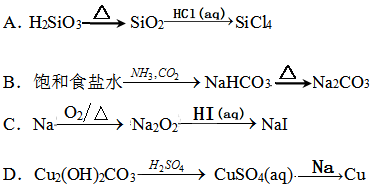 A. H2SiO3 —△→ SiO2 —HCl(aq)→ SiCl4
B. 饱和食盐水 —NH3,CO2→ NaHCO3 —△→ Na2CO3
C. Na —O2/△→ Na2O2 —HI(aq)→ NaI
D. Cu2(OH)2CO3 —H2SO4→ CuSO4(aq) —Na→ Cu